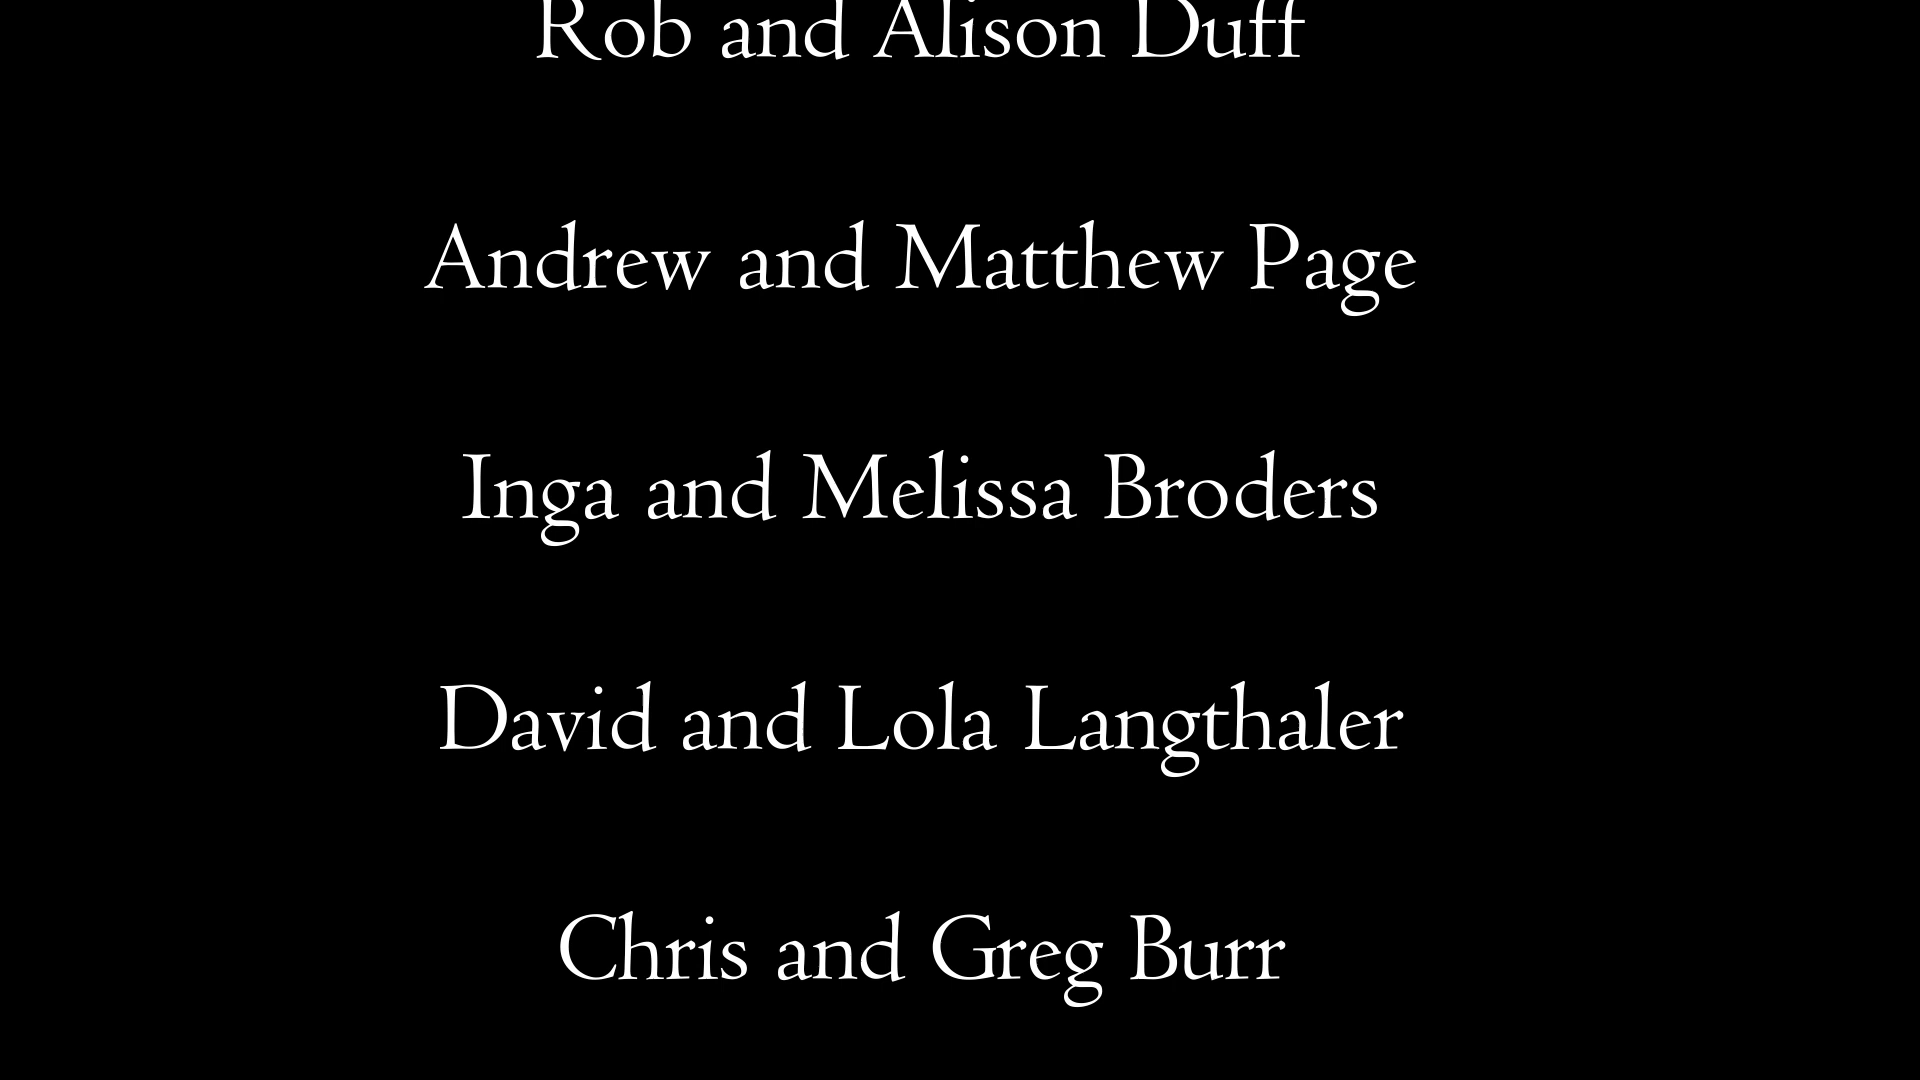 Rob and Alison Duff
Andrew and Matthew Page
Inga and Melissa Broders
David and Lola Langthaler
Chris and Greg Burr